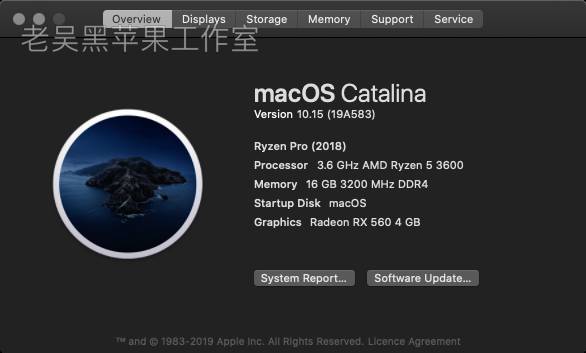 Overview Displays Storage Memory Support Service
老吴黑苹果工作室
macOS Catalina
Version 10.15 (19A583)
Ryzen Pro (2018)
Processor 3.6 GHz AMD Ryzen 5 3600
Memory 16 GB 3200 MHz DDR4
Startup Disk macOS
Graphics Radeon RX 560 4 GB
System Report... Software Update...
™ and © 1983-2019 Apple Inc. All Rights Reserved. Licence Agreement